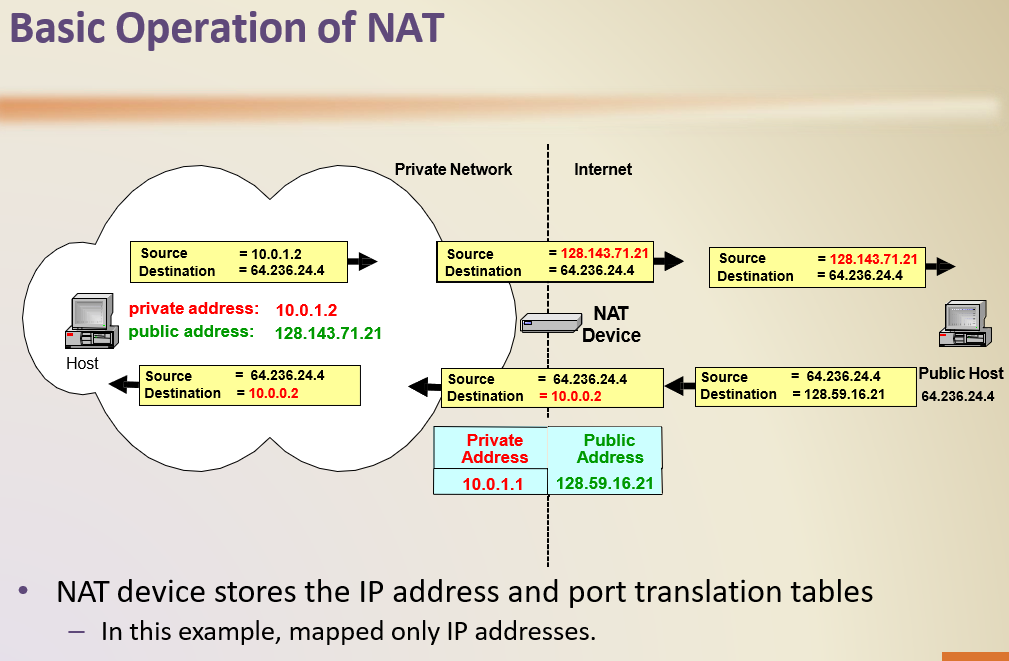 Basic Operation of NAT
Private Network
Internet
Source = 10.0.1.2
Destination = 64.236.24.4
Source = 128.143.71.21
Destination = 64.236.24.4
Source = 128.143.71.21
Destination = 64.236.24.4
private address: 10.0.1.2
public address: 128.143.71.21
Host
NAT
Device
Source = 64.236.24.4
Destination = 10.0.0.2
Source = 64.236.24.4
Destination = 10.0.0.2
Source = 64.236.24.4
Destination = 128.59.16.21
Public Host
64.236.24.4
Private
Address
Public
Address
10.0.1.1
128.59.16.21
• NAT device stores the IP address and port translation tables
– In this example, mapped only IP addresses.